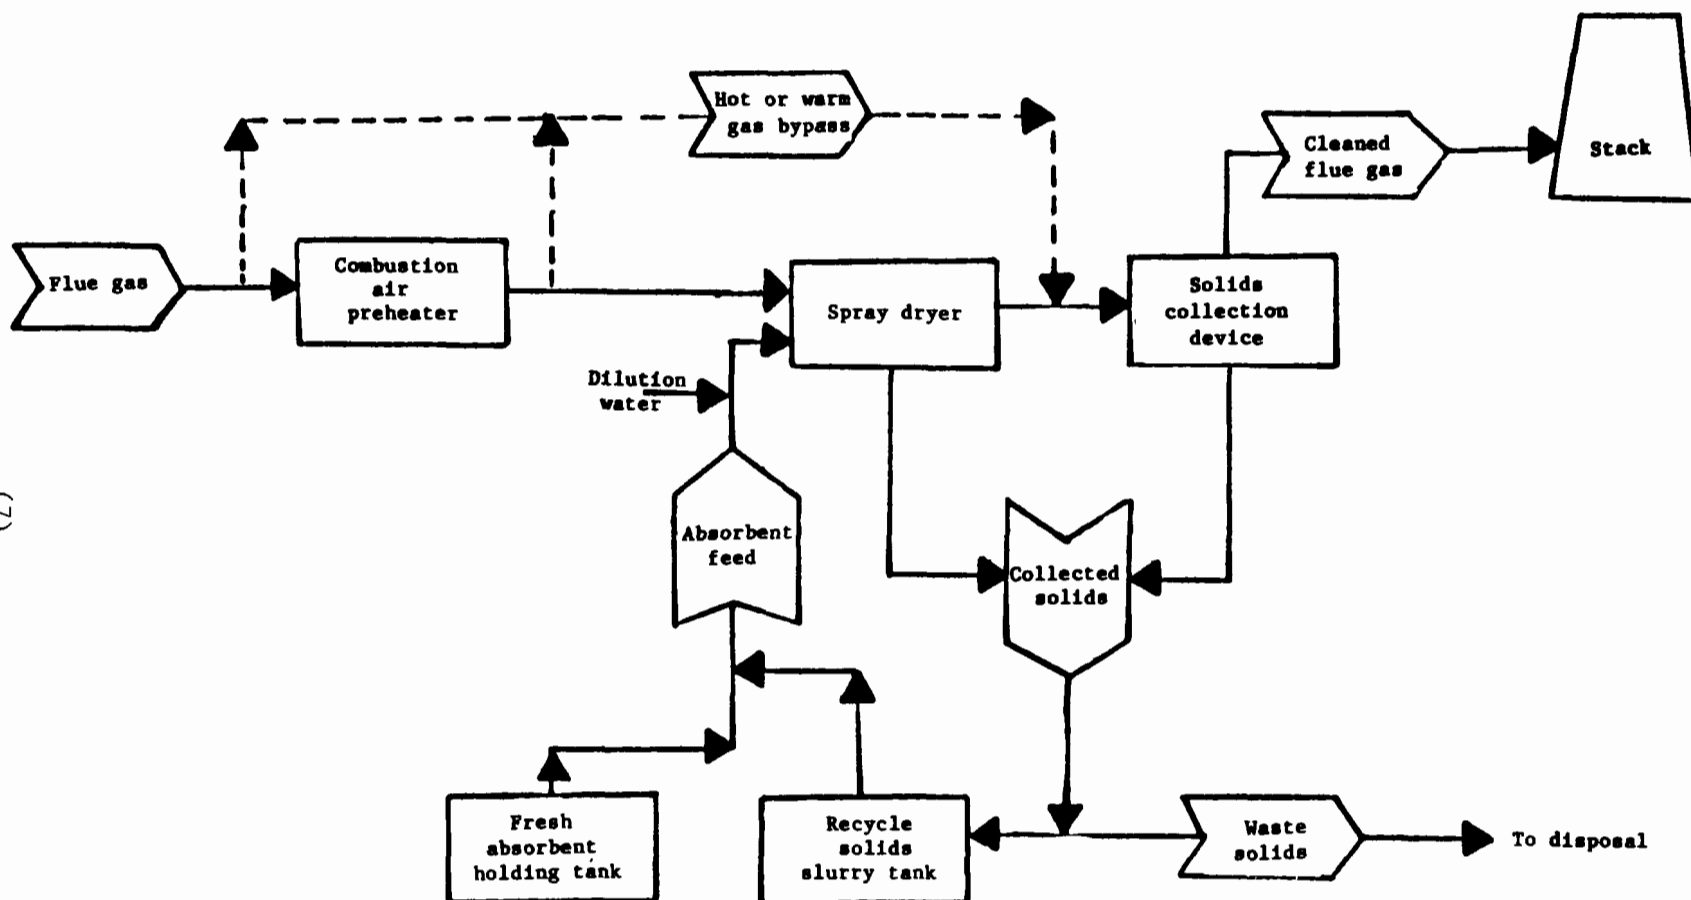 Hot or warm
gas bypass
Cleaned
flue gas
Stack
Flue gas
Combustion
air
preheater
Spray dryer
Solids
collection
device
Dilution
water
Absorbent
feed
Collected
solids
Fresh
absorbent
holding tank
Recycle
solids
slurry tank
Waste
solids
To disposal